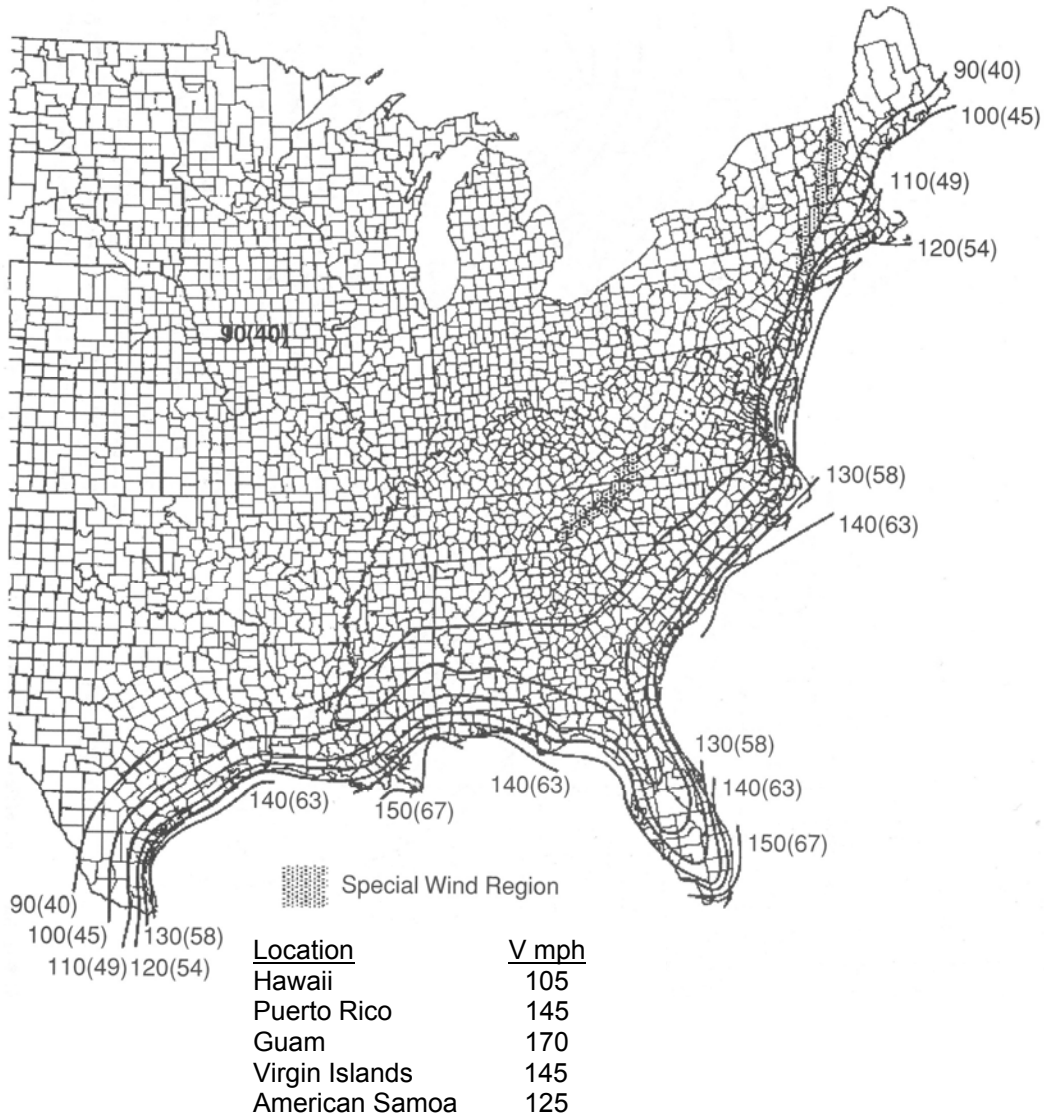 90(40)
100(45)
110(49)
120(54)
90(40)
130(58)
140(63)
130(58)
140(63)
140(63)
140(63)
150(67)
150(67)
Special Wind Region
90(40)
100(45)
130(58)
110(49)
120(54)
Location V mph
Hawaii 105
Puerto Rico 145
Guam 170
Virgin Islands 145
American Samoa 125